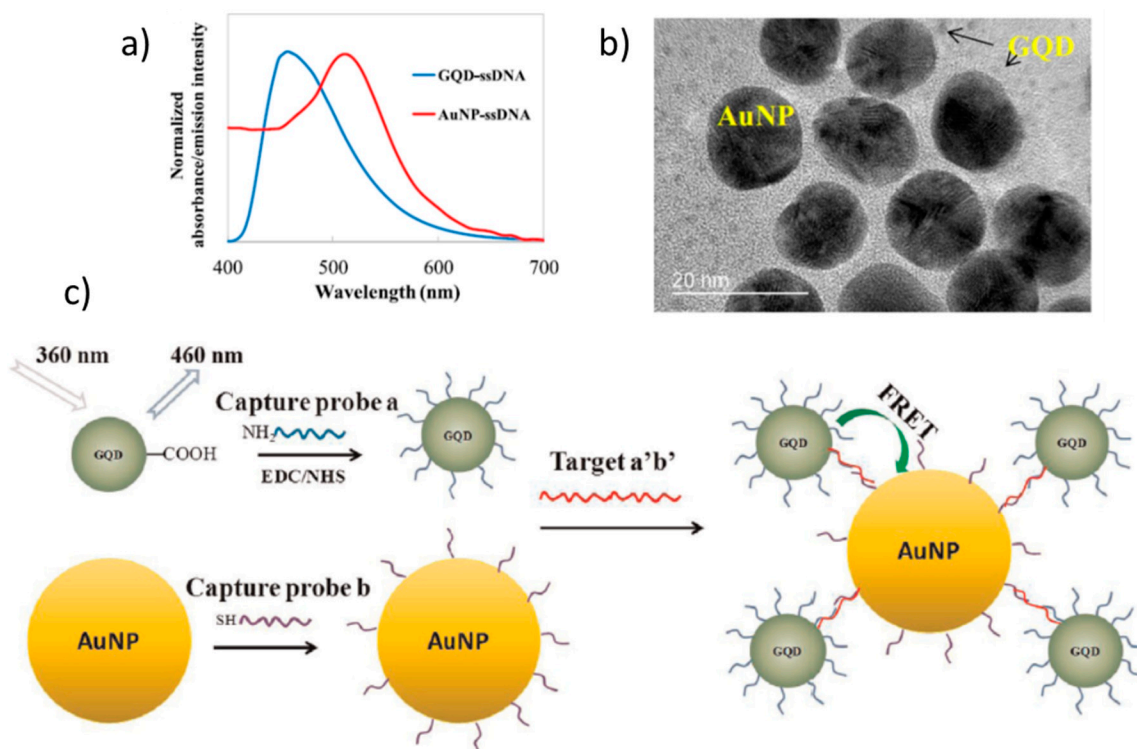 a)
Normalized
absorbance/emission intensity
GQD-ssDNA
AuNP-ssDNA
400
500
600
700
Wavelength (nm)
b)
GQD
AuNP
20 nm
c)
360 nm
460 nm
GQD
COOH
Capture probe a
NH2
EDC/NHS
GQD
AuNP
Capture probe b
SH
AuNP
Target a'b'
GQD
FRET
GQD
AuNP
GQD
GQD